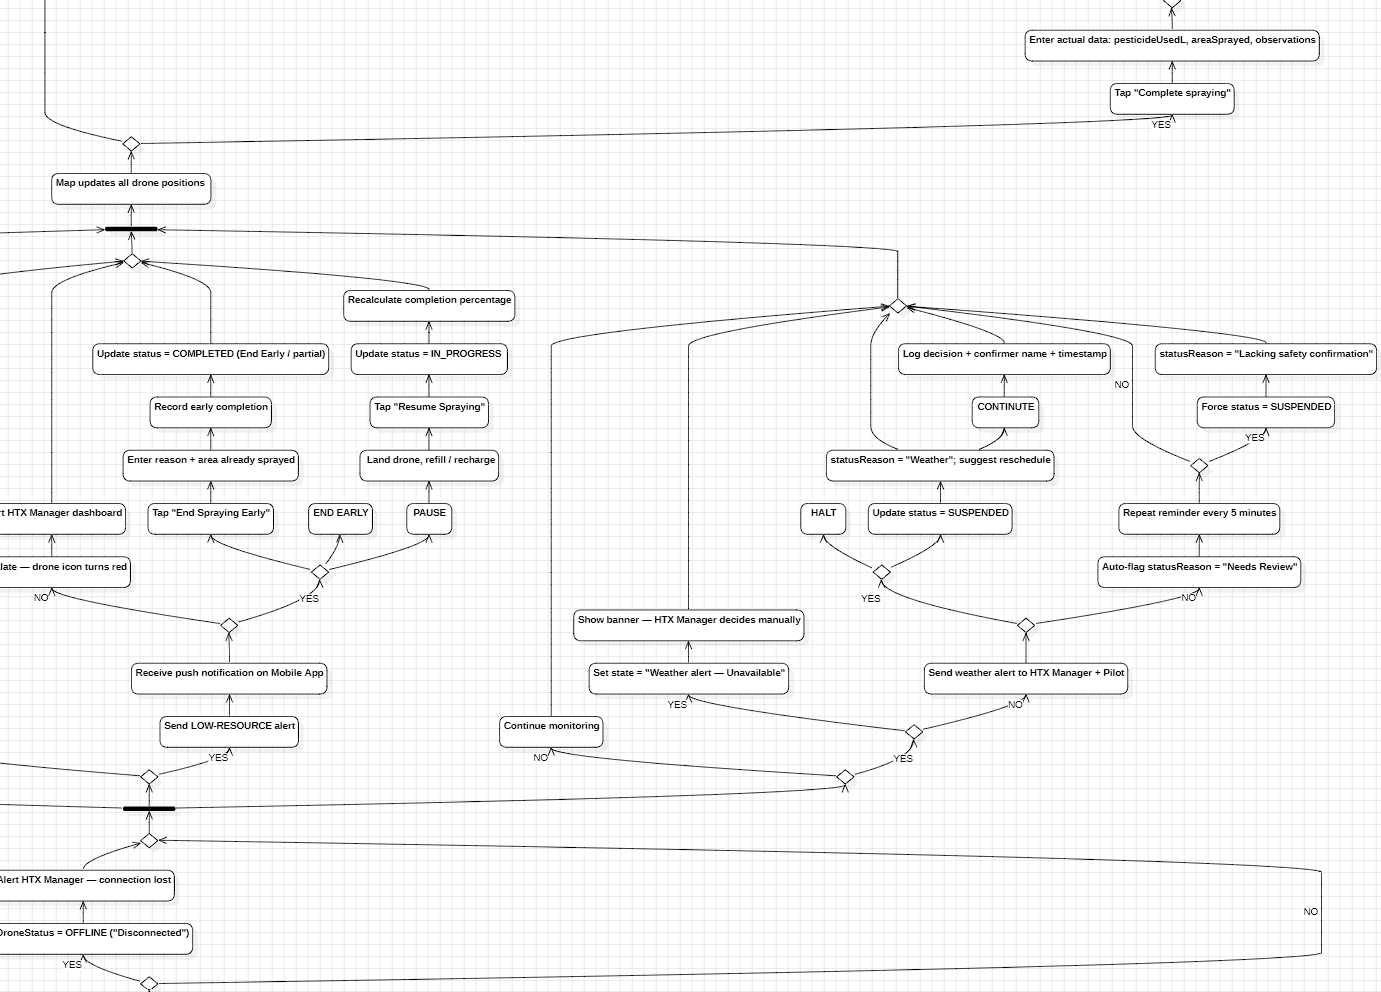 Enter actual data: pesticideUsedL, areaSprayed, observations
Tap "Complete spraying"
YES
Map updates all drone positions
Recalculate completion percentage
Update status = COMPLETED (End Early / partial)
Update status = IN_PROGRESS
Log decision + confirmer name + timestamp
statusReason = "Lacking safety confirmation"
NO
Record early completion
Tap "Resume Spraying"
CONTINUTE
Force status = SUSPENDED
YES
Enter reason + area already sprayed
Land drone, refill / recharge
statusReason = "Weather"; suggest reschedule
rt HTX Manager dashboard
Tap "End Spraying Early"
END EARLY
PAUSE
HALT
Update status = SUSPENDED
Repeat reminder every 5 minutes
late — drone icon turns red
Auto-flag statusReason = "Needs Review"
NO
YES
YES
NO
Show banner — HTX Manager decides manually
Receive push notification on Mobile App
Set state = "Weather alert — Unavailable"
Send weather alert to HTX Manager + Pilot
YES
NO
Send LOW-RESOURCE alert
Continue monitoring
YES
NO
YES
Alert HTX Manager — connection lost
NO
DroneStatus = OFFLINE ("Disconnected")
YES